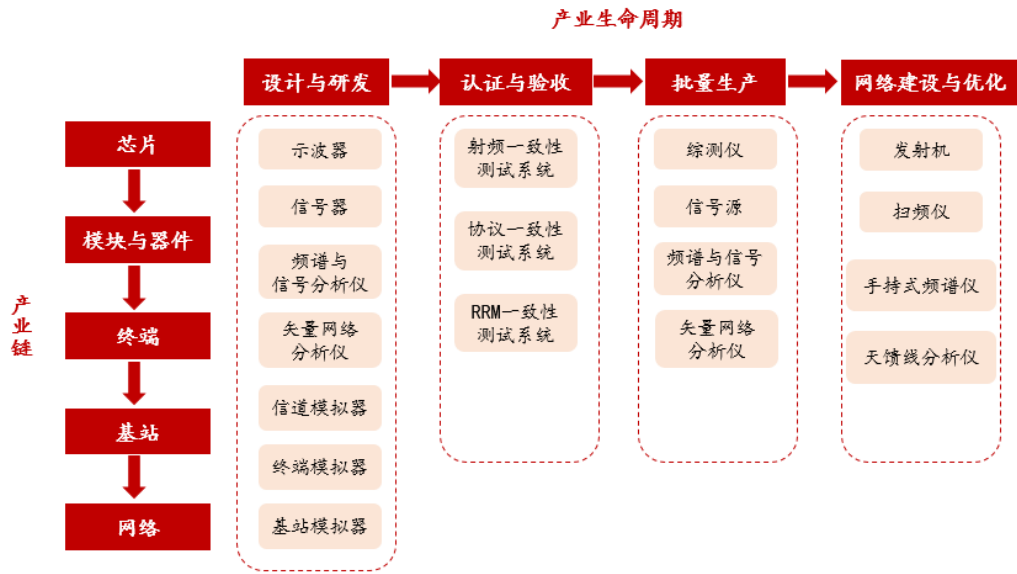 产业生命周期
设计与研发
认证与验收
批量生产
网络建设与优化
产业链
芯片
模块与器件
终端
基站
网络
示波器
信号器
频谱与
信号分析仪
矢量网络
分析仪
信道模拟器
终端模拟器
基站模拟器
射频一致性
测试系统
协议一致性
测试系统
RRM一致性
测试系统
综测仪
信号源
频谱与信号
分析仪
矢量网络
分析仪
发射机
扫频仪
手持式频谱仪
天馈线分析仪